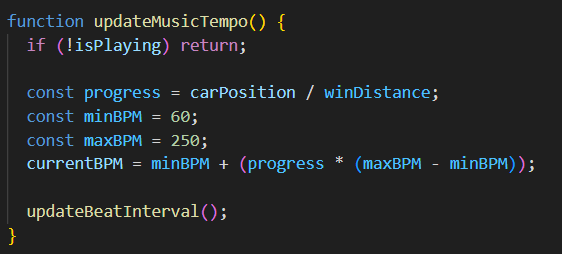 function updateMusicTempo() {
  if (!isPlaying) return;

  const progress = carPosition / winDistance;
  const minBPM = 60;
  const maxBPM = 250;
  currentBPM = minBPM + (progress * (maxBPM - minBPM));

  updateBeatInterval();
}